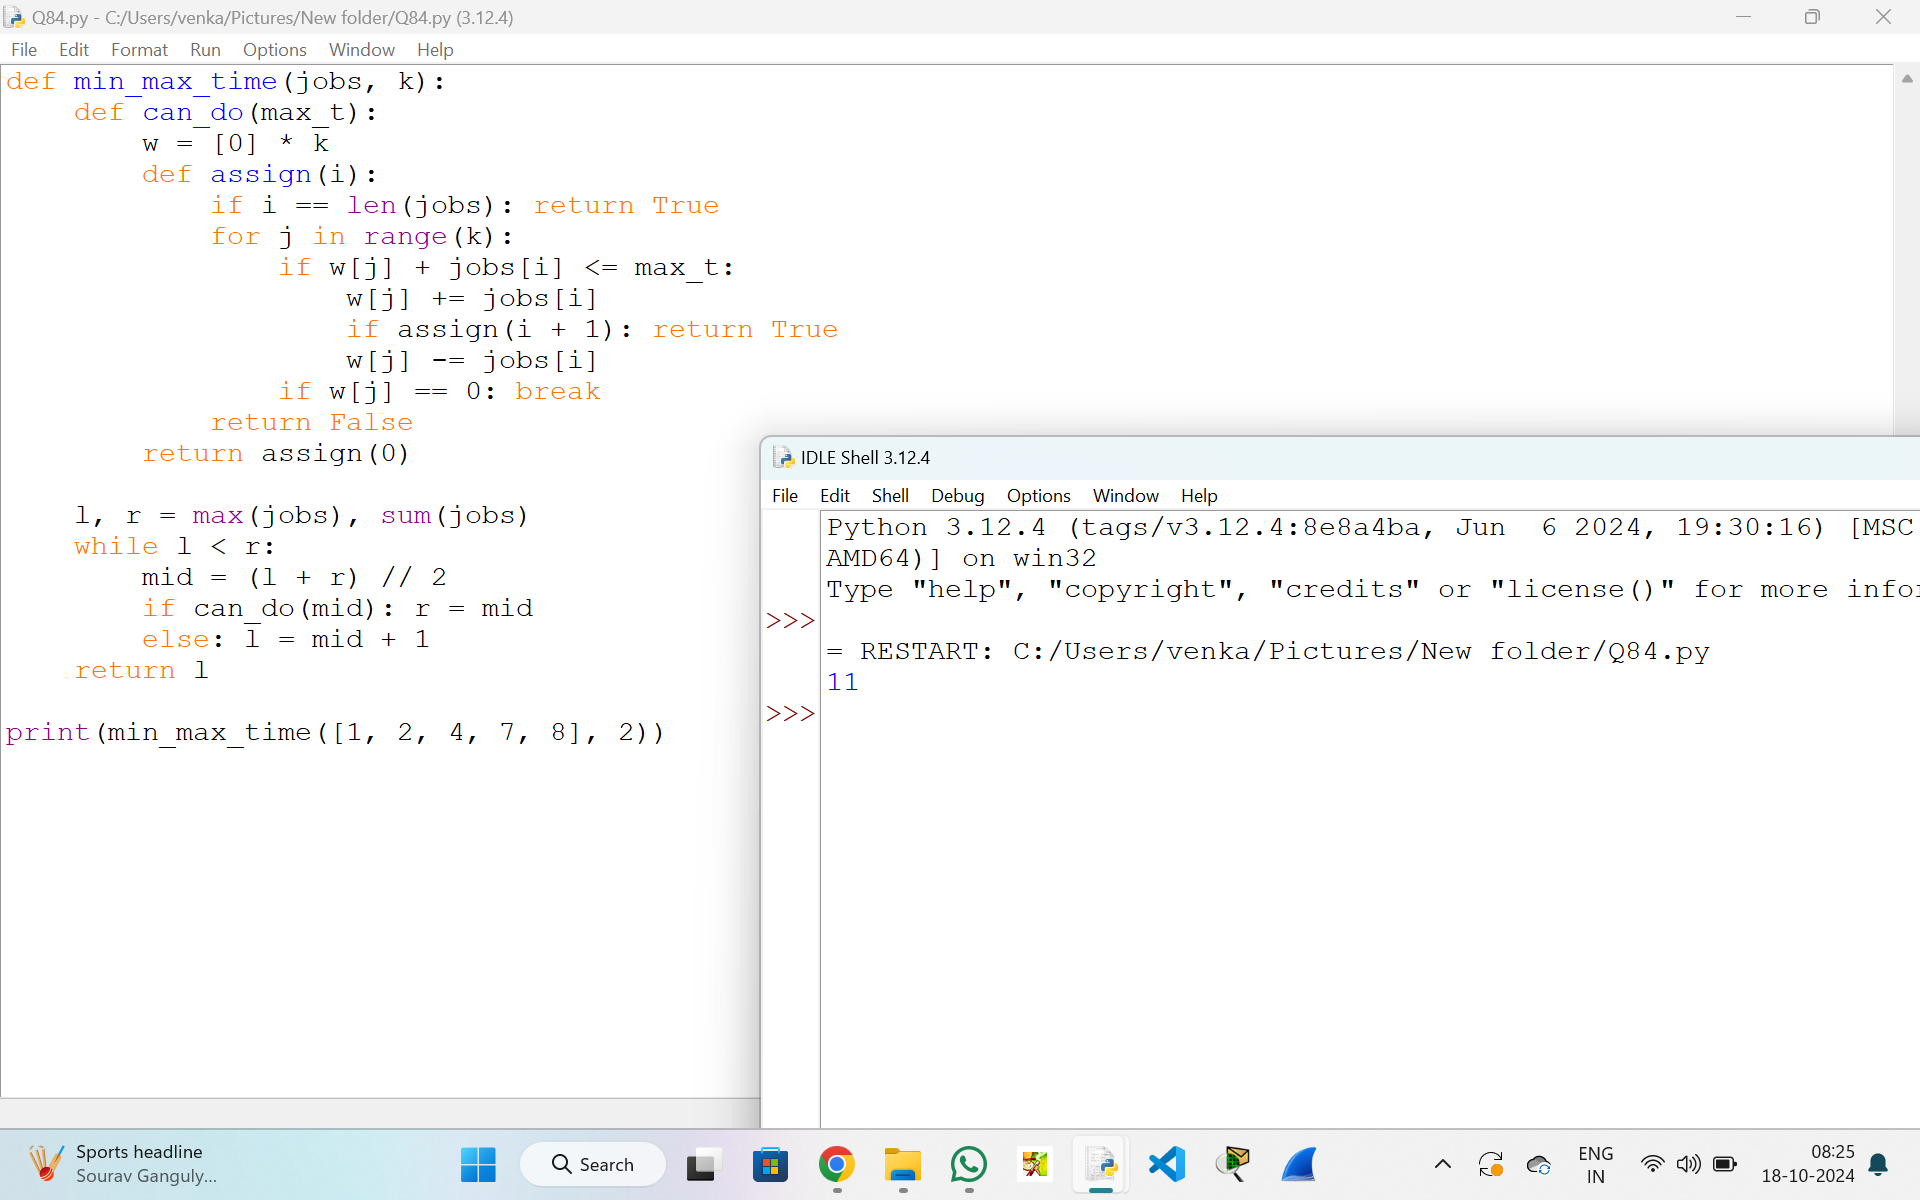 Q84.py - C:/Users/venka/Pictures/New folder/Q84.py (3.12.4)
File Edit Format Run Options Window Help
def min_max_time(jobs, k):
    def can_do(max_t):
        w = [0] * k
        def assign(i):
            if i == len(jobs): return True
            for j in range(k):
                if w[j] + jobs[i] <= max_t:
                    w[j] += jobs[i]
                    if assign(i + 1): return True
                    w[j] -= jobs[i]
                if w[j] == 0: break
            return False
        return assign(0)

    l, r = max(jobs), sum(jobs)
    while l < r:
        mid = (l + r) // 2
        if can_do(mid): r = mid
        else: l = mid + 1
    return l

print(min_max_time([1, 2, 4, 7, 8], 2))
IDLE Shell 3.12.4
File Edit Shell Debug Options Window Help
Python 3.12.4 (tags/v3.12.4:8e8a4ba, Jun  6 2024, 19:30:16) [MSC
AMD64)] on win32
Type "help", "copyright", "credits" or "license()" for more
>>>
= RESTART: C:/Users/venka/Pictures/New folder/Q84.py
11
>>>
Sports headline
Sourav Ganguly...
Search
ENG
IN
08:25
18-10-2024